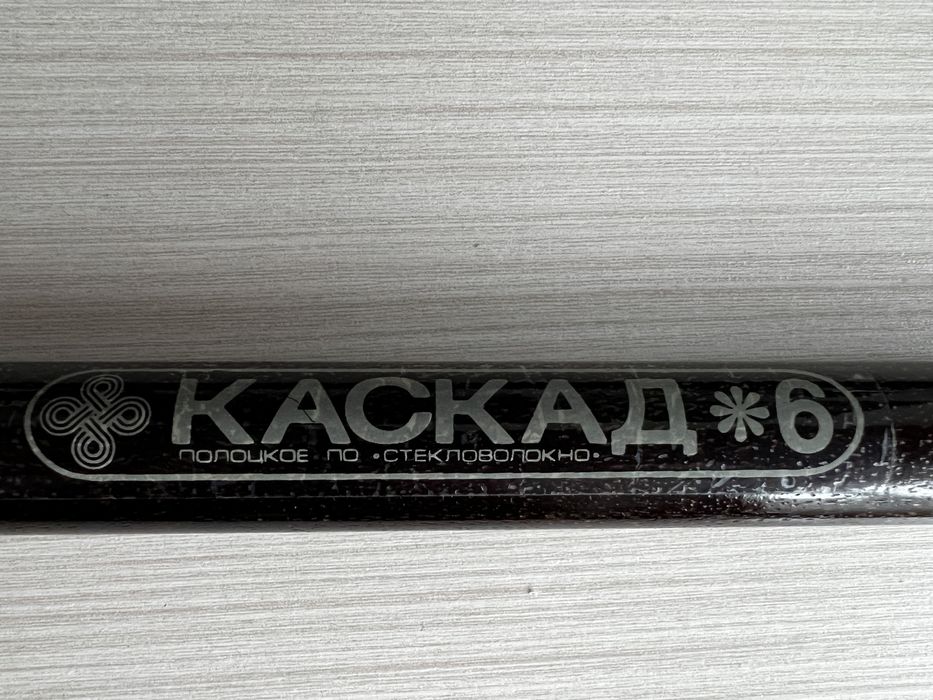 КАСКАД *6
ПОЛОЦКОЕ ПО •СТЕКЛОВОЛОКНО•